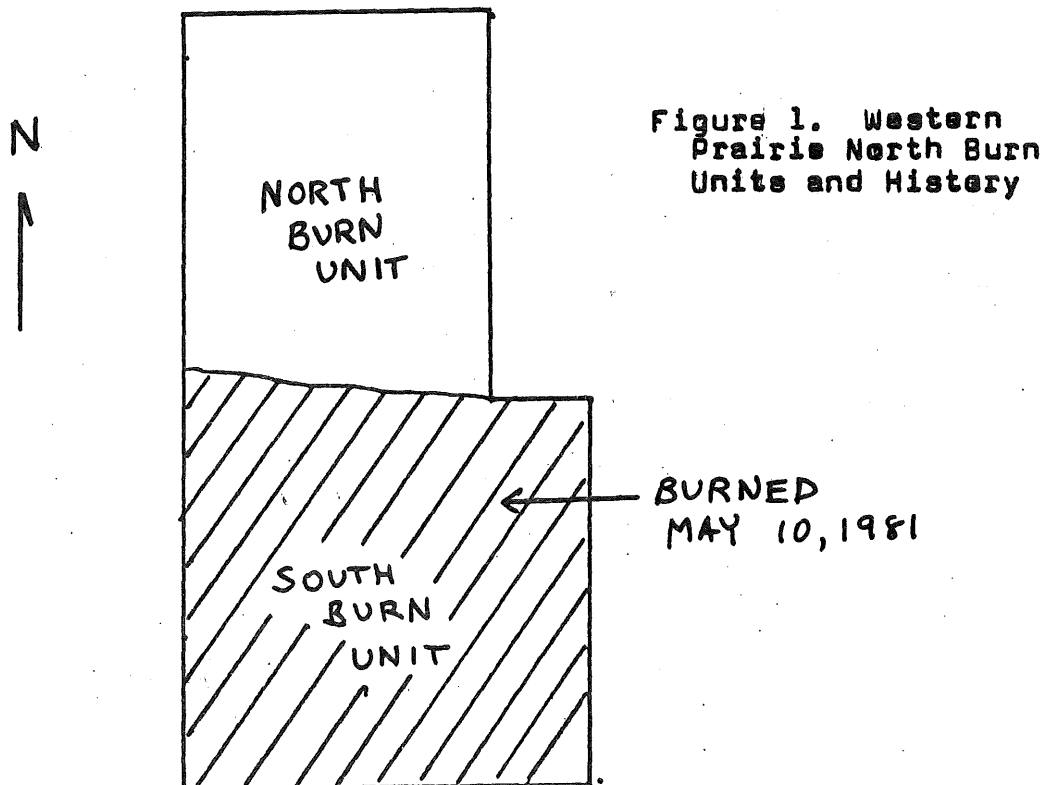 N
Figure 1. Western
Prairie North Burn
Units and History
NORTH
BURN
UNIT
BURNED
MAY 10, 1981
SOUTH
BURN
UNIT